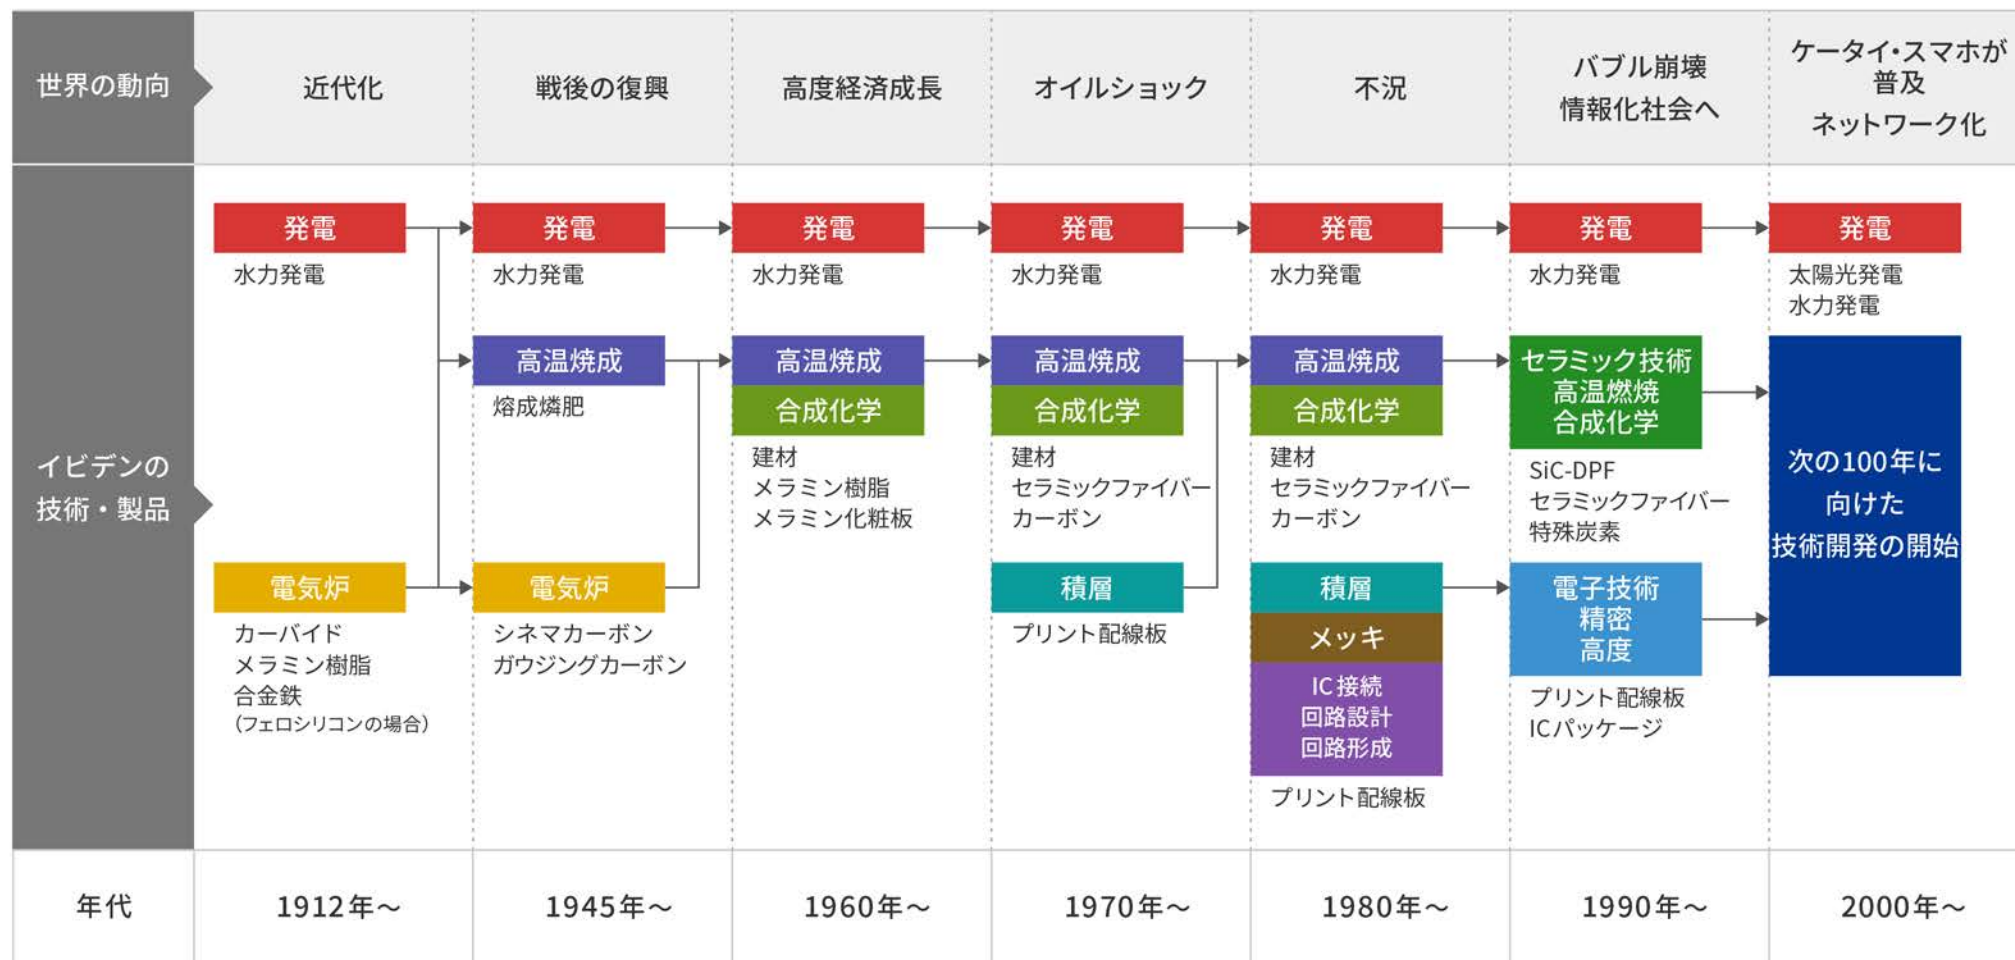 世界の動向
近代化
戦後の復興
高度経済成長
オイルショック
不況
バブル崩壊
情報化社会へ
ケータイ・スマホが
普及
ネットワーク化
イビデンの
技術・製品
発電
水力発電
電気炉
カーバイド
メラミン樹脂
合金鉄
（フェロシリコンの場合）
発電
水力発電
高温焼成
熔成燐肥
電気炉
シネマカーボン
ガウジングカーボン
発電
水力発電
高温焼成
合成化学
建材
メラミン樹脂
メラミン化粧板
発電
水力発電
高温焼成
合成化学
建材
セラミックファイバー
カーボン
積層
プリント配線板
発電
水力発電
高温焼成
合成化学
建材
セラミックファイバー
カーボン
積層
メッキ
IC接続
回路設計
回路形成
プリント配線板
発電
水力発電
セラミック技術
高温燃焼
合成化学
SiC-DPF
セラミックファイバー
特殊炭素
電子技術
精密
高度
プリント配線板
ICパッケージ
発電
太陽光発電
水力発電
次の100年に
向けた
技術開発の開始
年代
1912年～
1945年～
1960年～
1970年～
1980年～
1990年～
2000年～